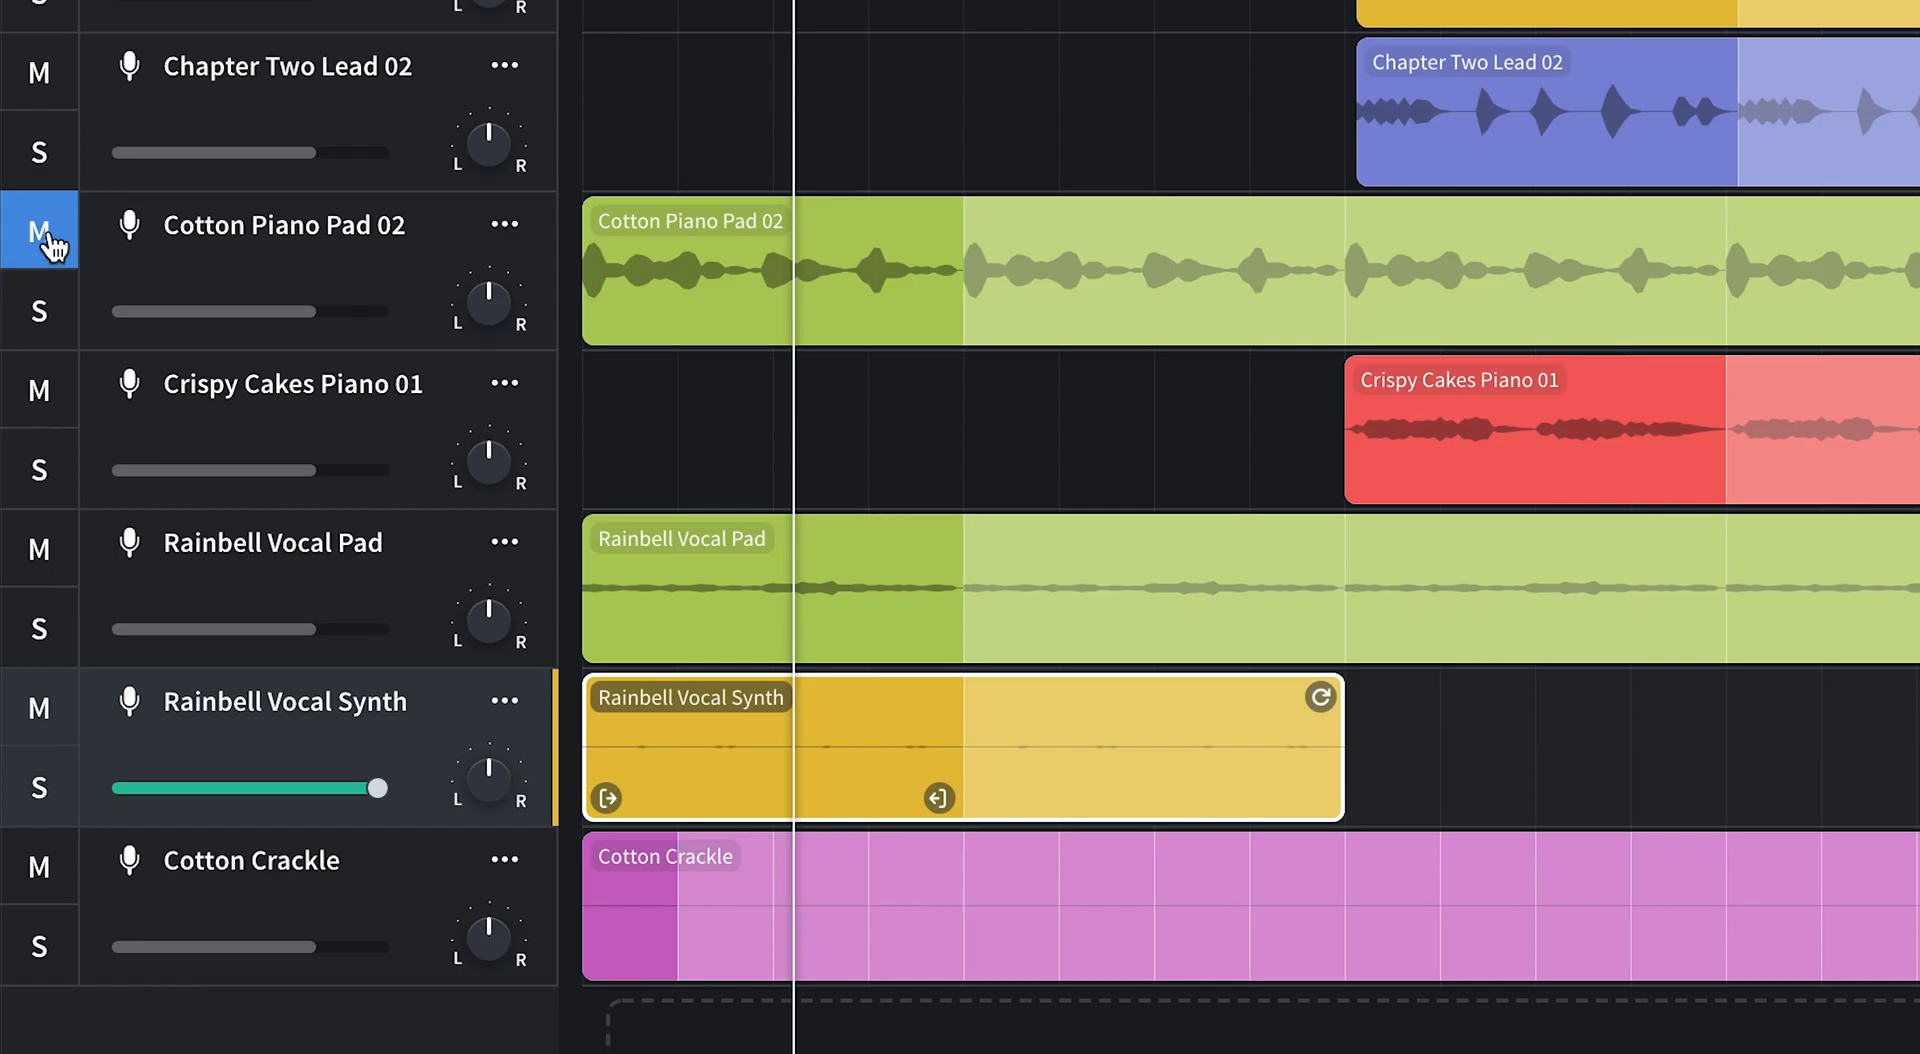 S
L R
M
Chapter Two Lead 02
Chapter Two Lead 02
S
L R
M
Cotton Piano Pad 02
Cotton Piano Pad 02
S
L R
M
Crispy Cakes Piano 01
Crispy Cakes Piano 01
S
L R
M
Rainbell Vocal Pad
Rainbell Vocal Pad
S
L R
M
Rainbell Vocal Synth
Rainbell Vocal Synth
S
L R
M
Cotton Crackle
Cotton Crackle
S
L R